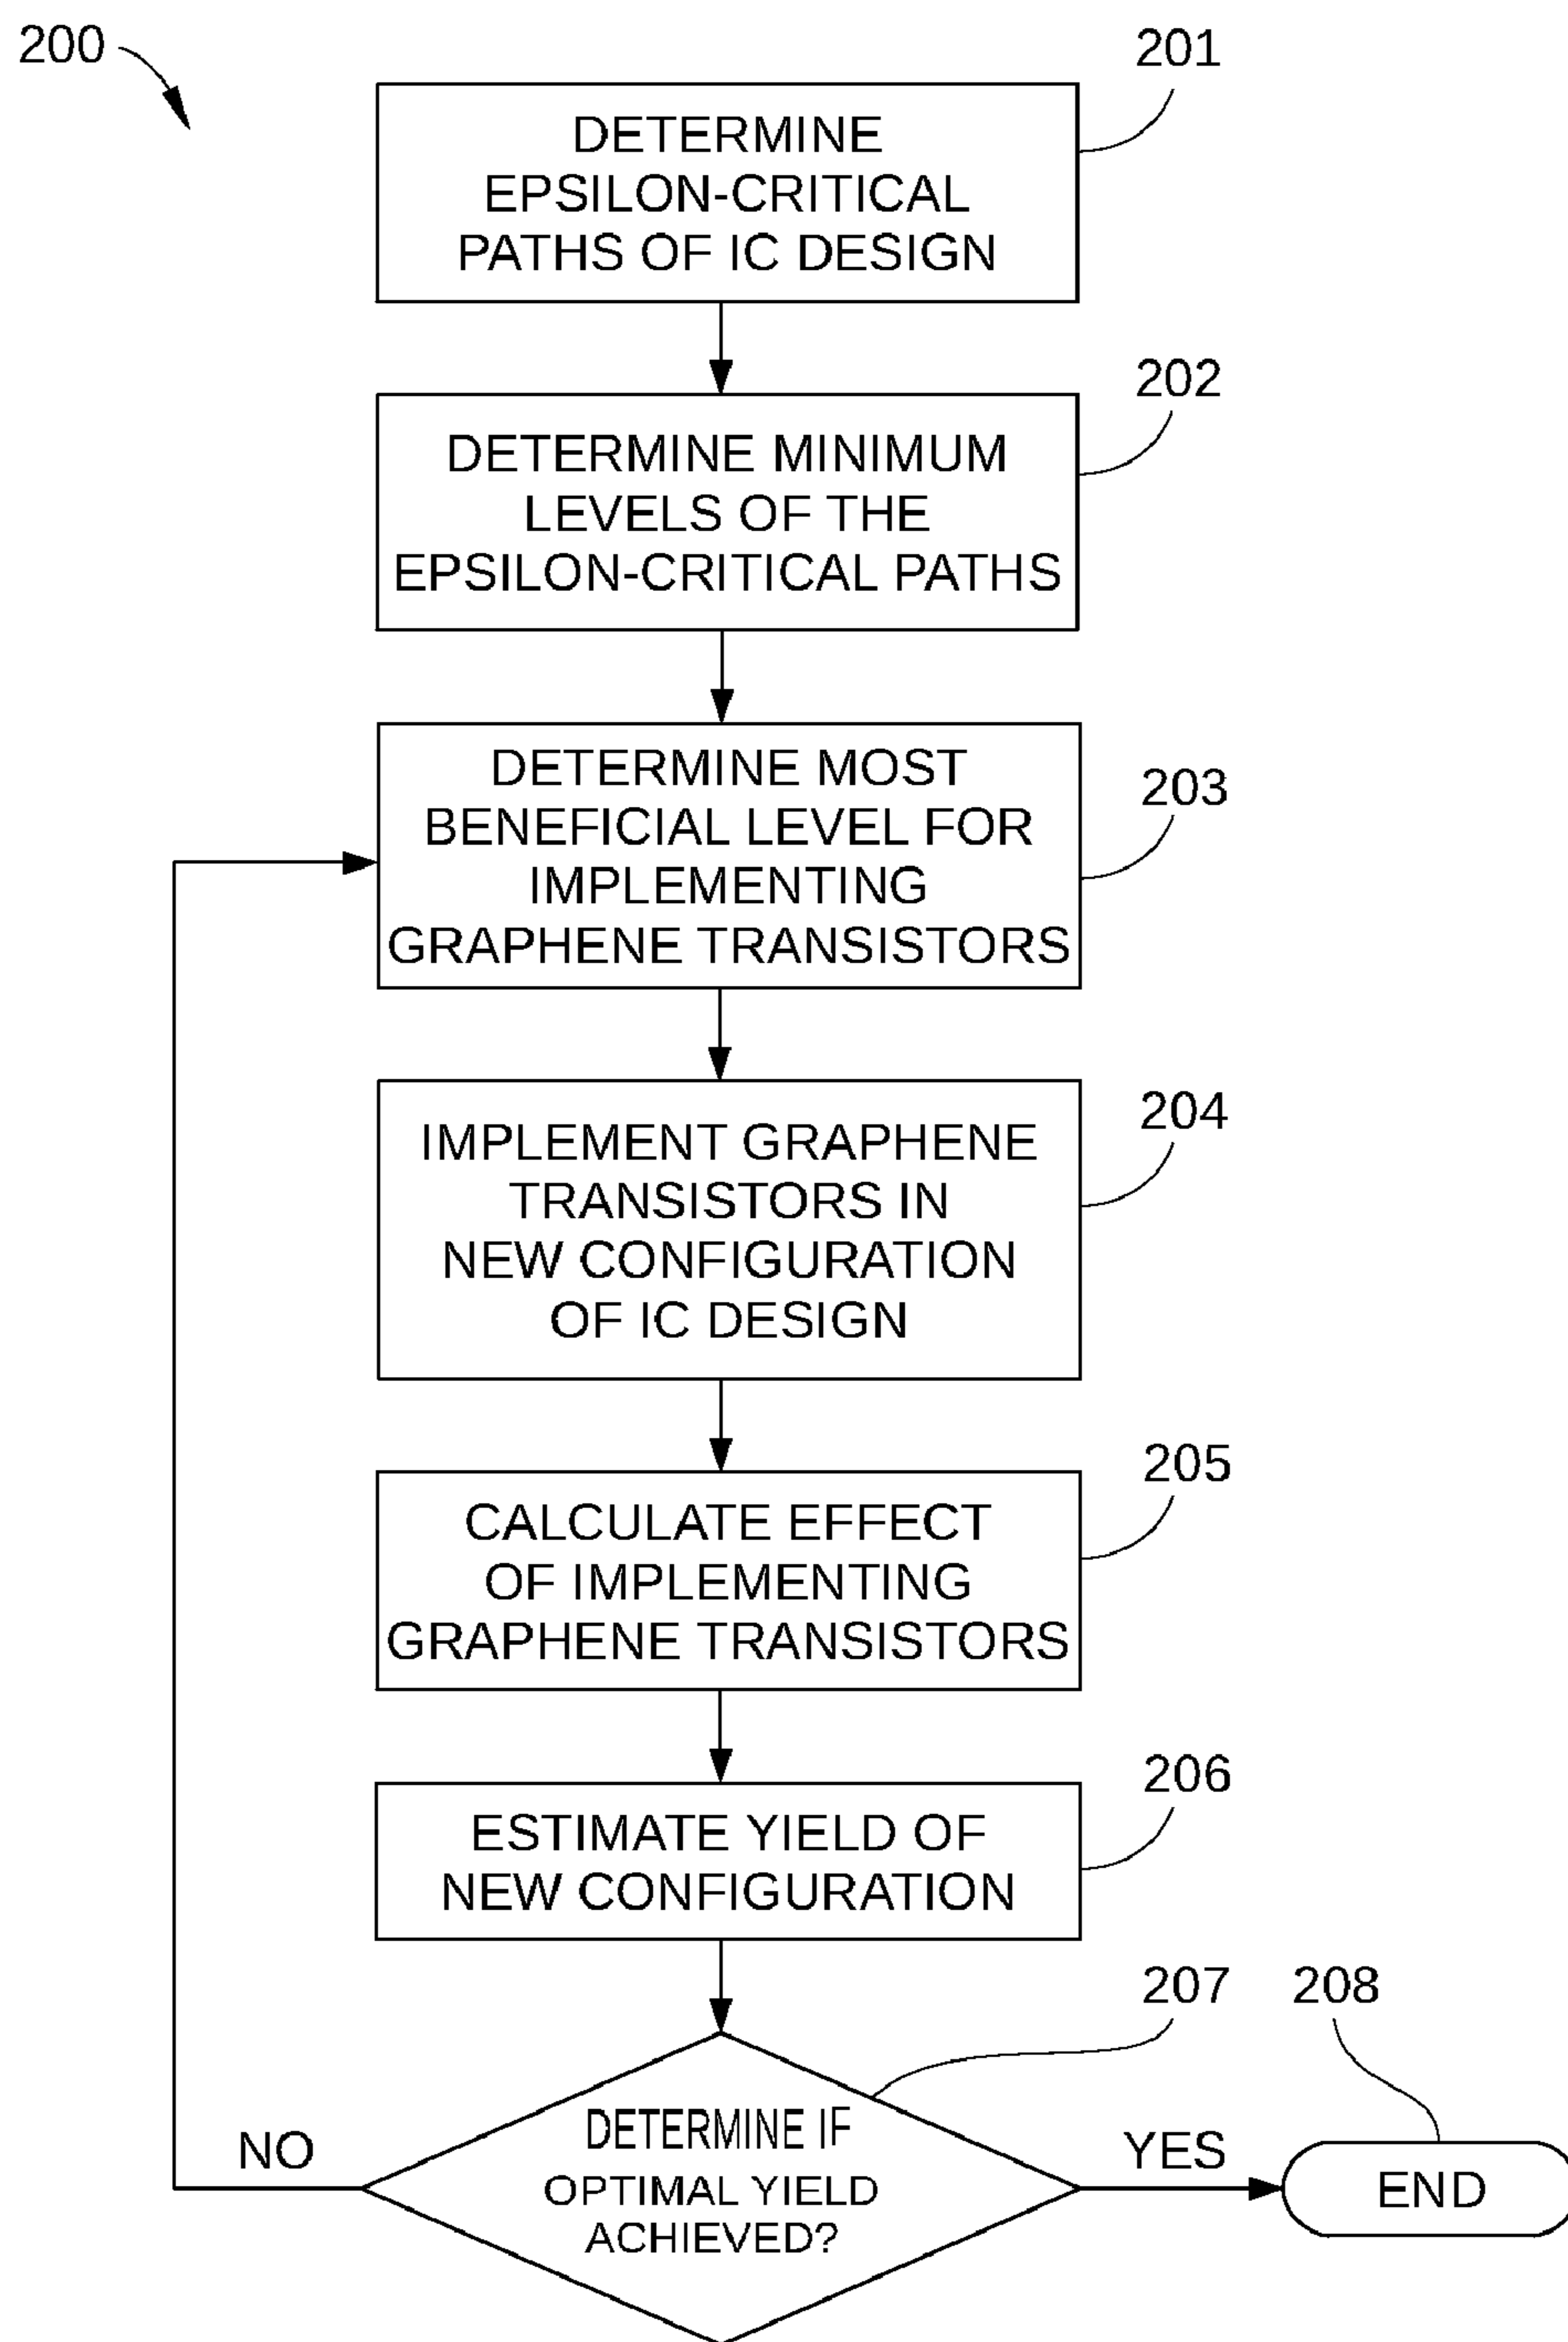 200
201
DETERMINE
EPSILON-CRITICAL
PATHS OF IC DESIGN
202
DETERMINE MINIMUM
LEVELS OF THE
EPSILON-CRITICAL PATHS
203
DETERMINE MOST
BENEFICIAL LEVEL FOR
IMPLEMENTING
GRAPHENE TRANSISTORS
204
IMPLEMENT GRAPHENE
TRANSISTORS IN
NEW CONFIGURATION
OF IC DESIGN
205
CALCULATE EFFECT
OF IMPLEMENTING
GRAPHENE TRANSISTORS
206
ESTIMATE YIELD OF
NEW CONFIGURATION
207
208
DETERMINE IF
OPTIMAL YIELD
ACHIEVED?
NO
YES
END